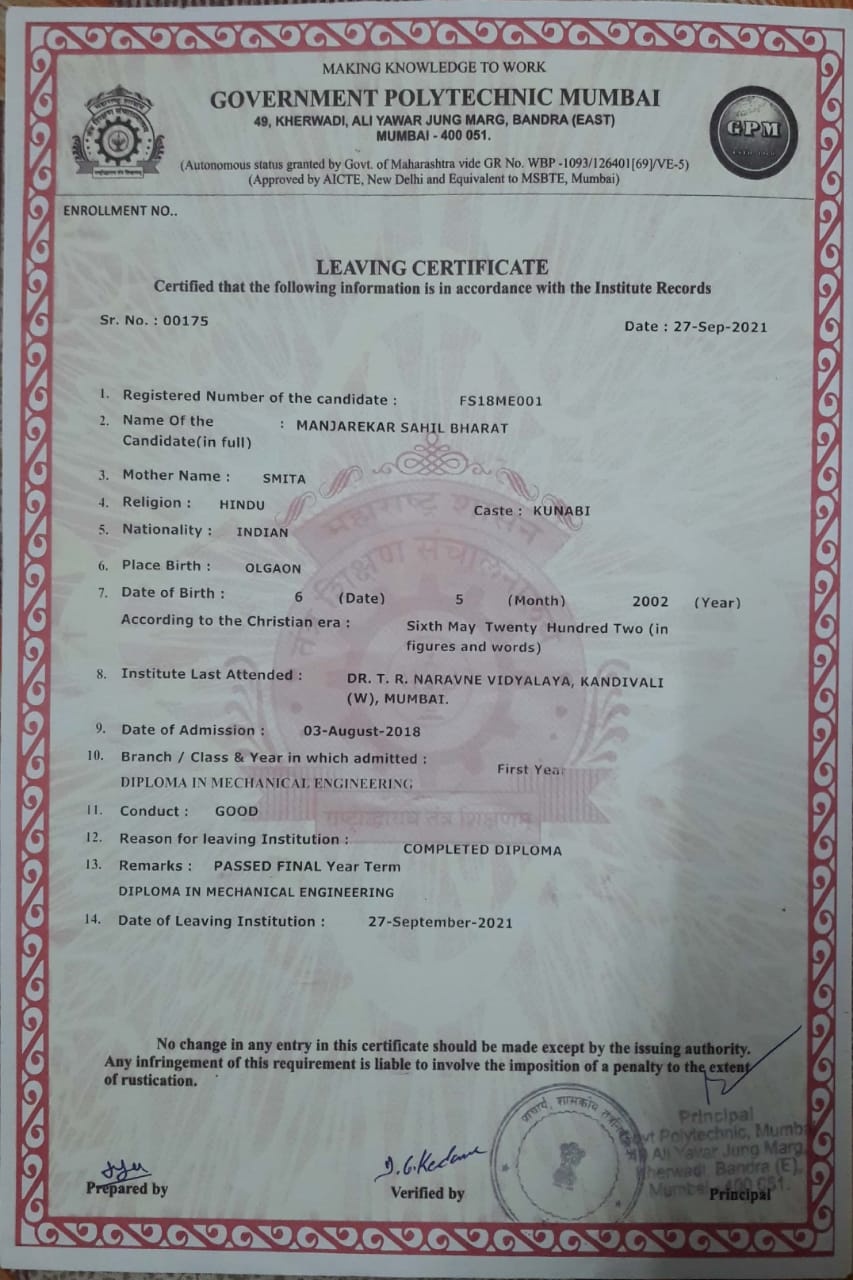 MAKING KNOWLEDGE TO WORK
GOVERNMENT POLYTECHNIC MUMBAI
49, KHERWADI, ALI YAWAR JUNG MARG, BANDRA (EAST)
MUMBAI - 400 051.
(Autonomous status granted by Govt. of Maharashtra vide GR No. WBP -1093/126401[69]/VE-5)
(Approved by AICTE, New Delhi and Equivalent to MSBTE, Mumbai)
GPM
ENROLLMENT NO..
LEAVING CERTIFICATE
Certified that the following information is in accordance with the Institute Records
Sr. No. : 00175
Date : 27-Sep-2021
1. Registered Number of the candidate : FS18ME001
2. Name Of the Candidate(in full) : MANJAREKAR SAHIL BHARAT
3. Mother Name : SMITA
4. Religion : HINDU Caste : KUNABI
5. Nationality : INDIAN
6. Place Birth : OLGAON
7. Date of Birth : 6 (Date) 5 (Month) 2002 (Year)
According to the Christian era : Sixth May Twenty Hundred Two (in
figures and words)
8. Institute Last Attended : DR. T. R. NARAVNE VIDYALAYA, KANDIVALI
(W), MUMBAI.
9. Date of Admission : 03-August-2018
10. Branch / Class & Year in which admitted : First Year
DIPLOMA IN MECHANICAL ENGINEERING
11. Conduct : GOOD
12. Reason for leaving Institution : COMPLETED DIPLOMA
13. Remarks : PASSED FINAL Year Term
DIPLOMA IN MECHANICAL ENGINEERING
14. Date of Leaving Institution : 27-September-2021
महाराष्ट्र शासन
तंत्र शिक्षण
No change in any entry in this certificate should be made except by the issuing authority.
Any infringement of this requirement is liable to involve the imposition of a penalty to the extent
of rustication.
Prepared by
Verified by
Principal
Principal
Govt Polytechnic, Mumbai
Ali Yawar Jung Marg,
Kherwadi, Bandra (E),
Mumbai - 400 051.